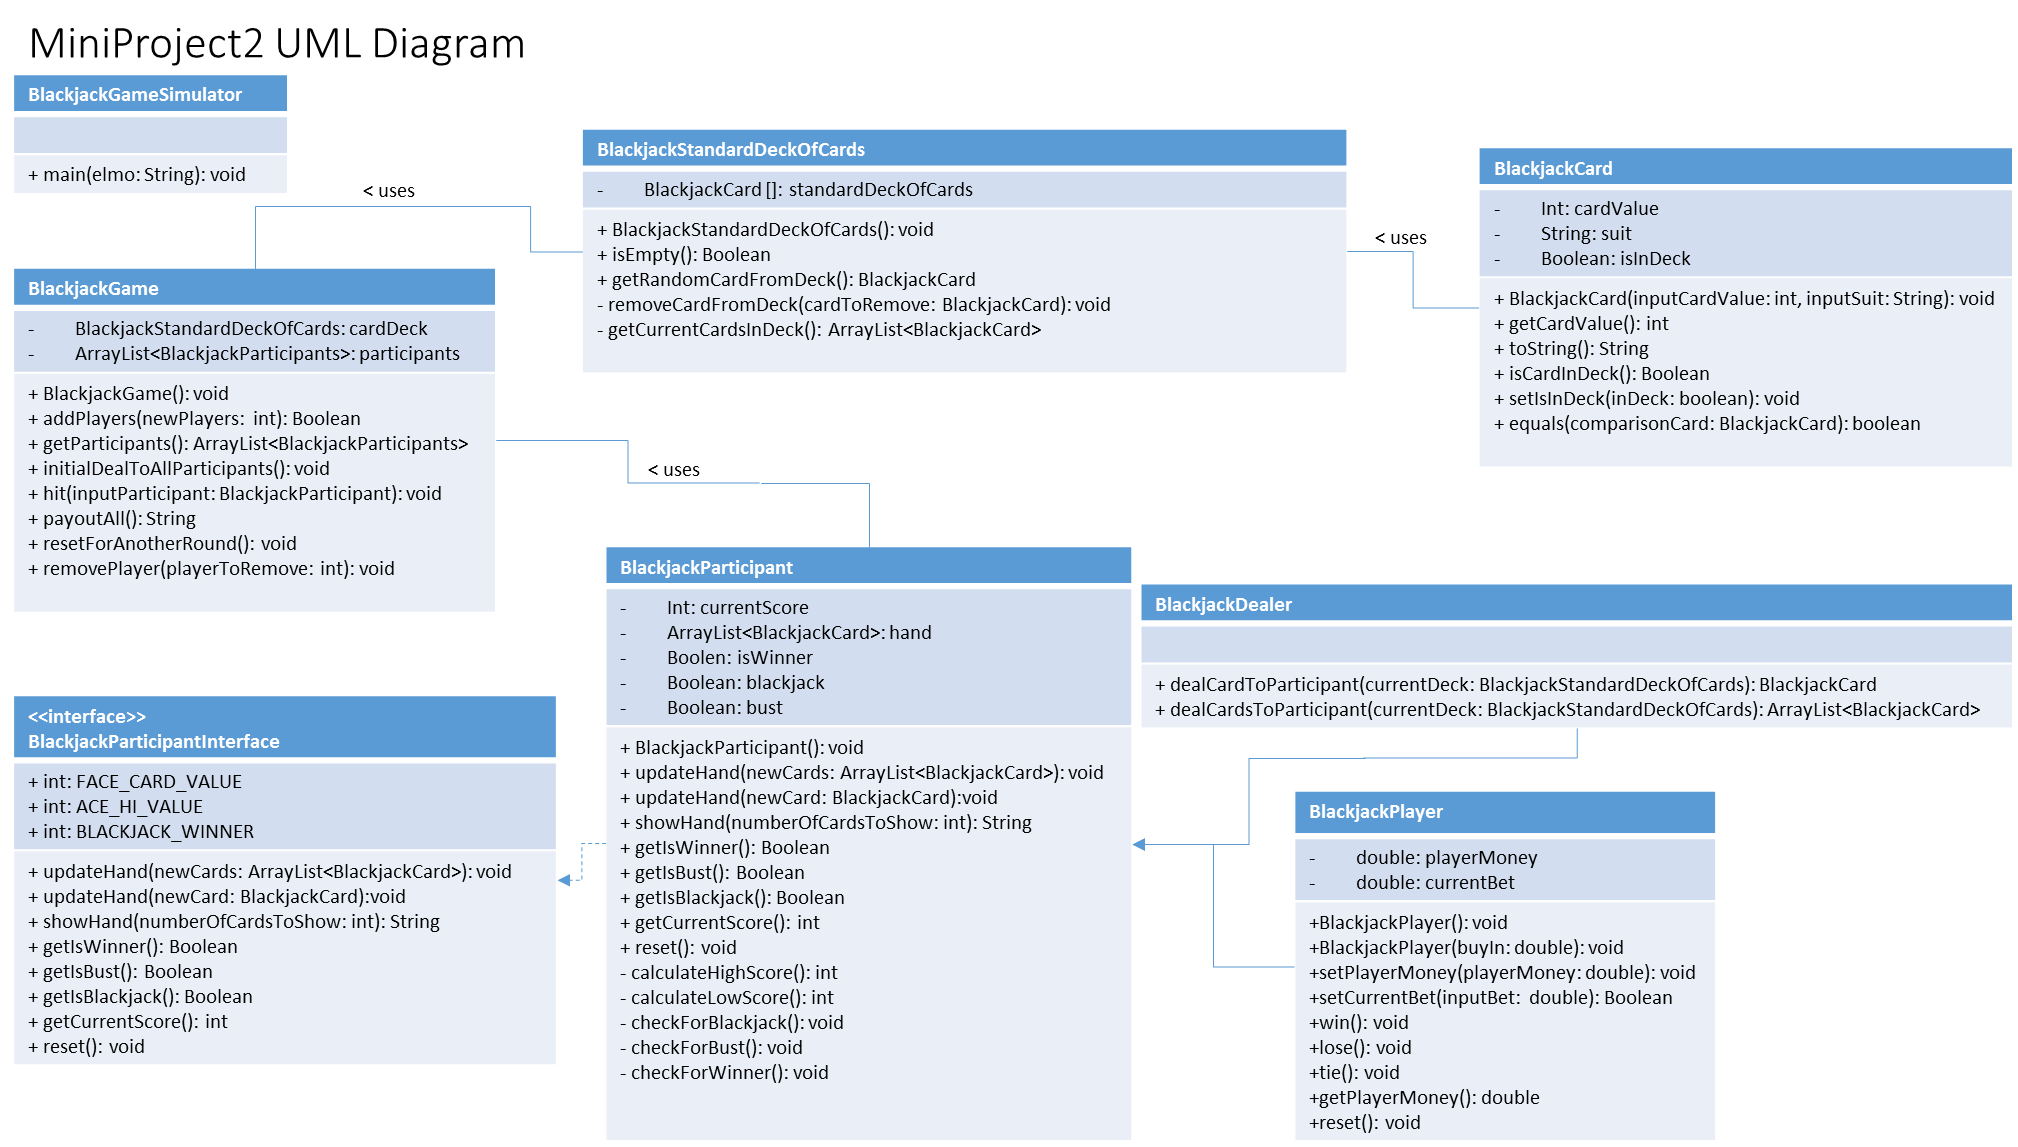 MiniProject2 UML Diagram
BlackjackGameSimulator
+ main(elmo: String): void
< uses
BlackjackStandardDeckOfCards
- BlackjackCard []: standardDeckOfCards
+ BlackjackStandardDeckOfCards(): void
+ isEmpty(): Boolean
+ getRandomCardFromDeck(): BlackjackCard
- removeCardFromDeck(cardToRemove: BlackjackCard): void
- getCurrentCardsInDeck(): ArrayList<BlackjackCard>
< uses
BlackjackCard
- Int: cardValue
- String: suit
- Boolean: isInDeck
+ BlackjackCard(inputCardValue: int, inputSuit: String): void
+ getCardValue(): int
+ toString(): String
+ isCardInDeck(): Boolean
+ setIsInDeck(inDeck: boolean): void
+ equals(comparisonCard: BlackjackCard): boolean
BlackjackGame
- BlackjackStandardDeckOfCards: cardDeck
- ArrayList<BlackjackParticipants>: participants
+ BlackjackGame(): void
+ addPlayers(newPlayers: int): Boolean
+ getParticipants(): ArrayList<BlackjackParticipants>
+ initialDealToAllParticipants(): void
+ hit(inputParticipant: BlackjackParticipant): void
+ payoutAll(): String
+ resetForAnotherRound(): void
+ removePlayer(playerToRemove: int): void
< uses
BlackjackParticipant
- Int: currentScore
- ArrayList<BlackjackCard>: hand
- Boolen: isWinner
- Boolean: blackjack
- Boolean: bust
+ BlackjackParticipant(): void
+ updateHand(newCards: ArrayList<BlackjackCard>): void
+ updateHand(newCard: BlackjackCard):void
+ showHand(numberOfCardsToShow: int): String
+ getIsWinner(): Boolean
+ getIsBust(): Boolean
+ getIsBlackjack(): Boolean
+ getCurrentScore(): int
+ reset(): void
- calculateHighScore(): int
- calculateLowScore(): int
- checkForBlackjack(): void
- checkForBust(): void
- checkForWinner(): void
BlackjackDealer
+ dealCardToParticipant(currentDeck: BlackjackStandardDeckOfCards): BlackjackCard
+ dealCardsToParticipant(currentDeck: BlackjackStandardDeckOfCards): ArrayList<BlackjackCard>
<<interface>>
BlackjackParticipantInterface
+ int: FACE_CARD_VALUE
+ int: ACE_HI_VALUE
+ int: BLACKJACK_WINNER
+ updateHand(newCards: ArrayList<BlackjackCard>): void
+ updateHand(newCard: BlackjackCard):void
+ showHand(numberOfCardsToShow: int): String
+ getIsWinner(): Boolean
+ getIsBust(): Boolean
+ getIsBlackjack(): Boolean
+ getCurrentScore(): int
+ reset(): void
BlackjackPlayer
- double: playerMoney
- double: currentBet
+BlackjackPlayer(): void
+BlackjackPlayer(buyIn: double): void
+setPlayerMoney(playerMoney: double): void
+setCurrentBet(inputBet: double): Boolean
+win(): void
+lose(): void
+tie(): void
+getPlayerMoney(): double
+reset(): void